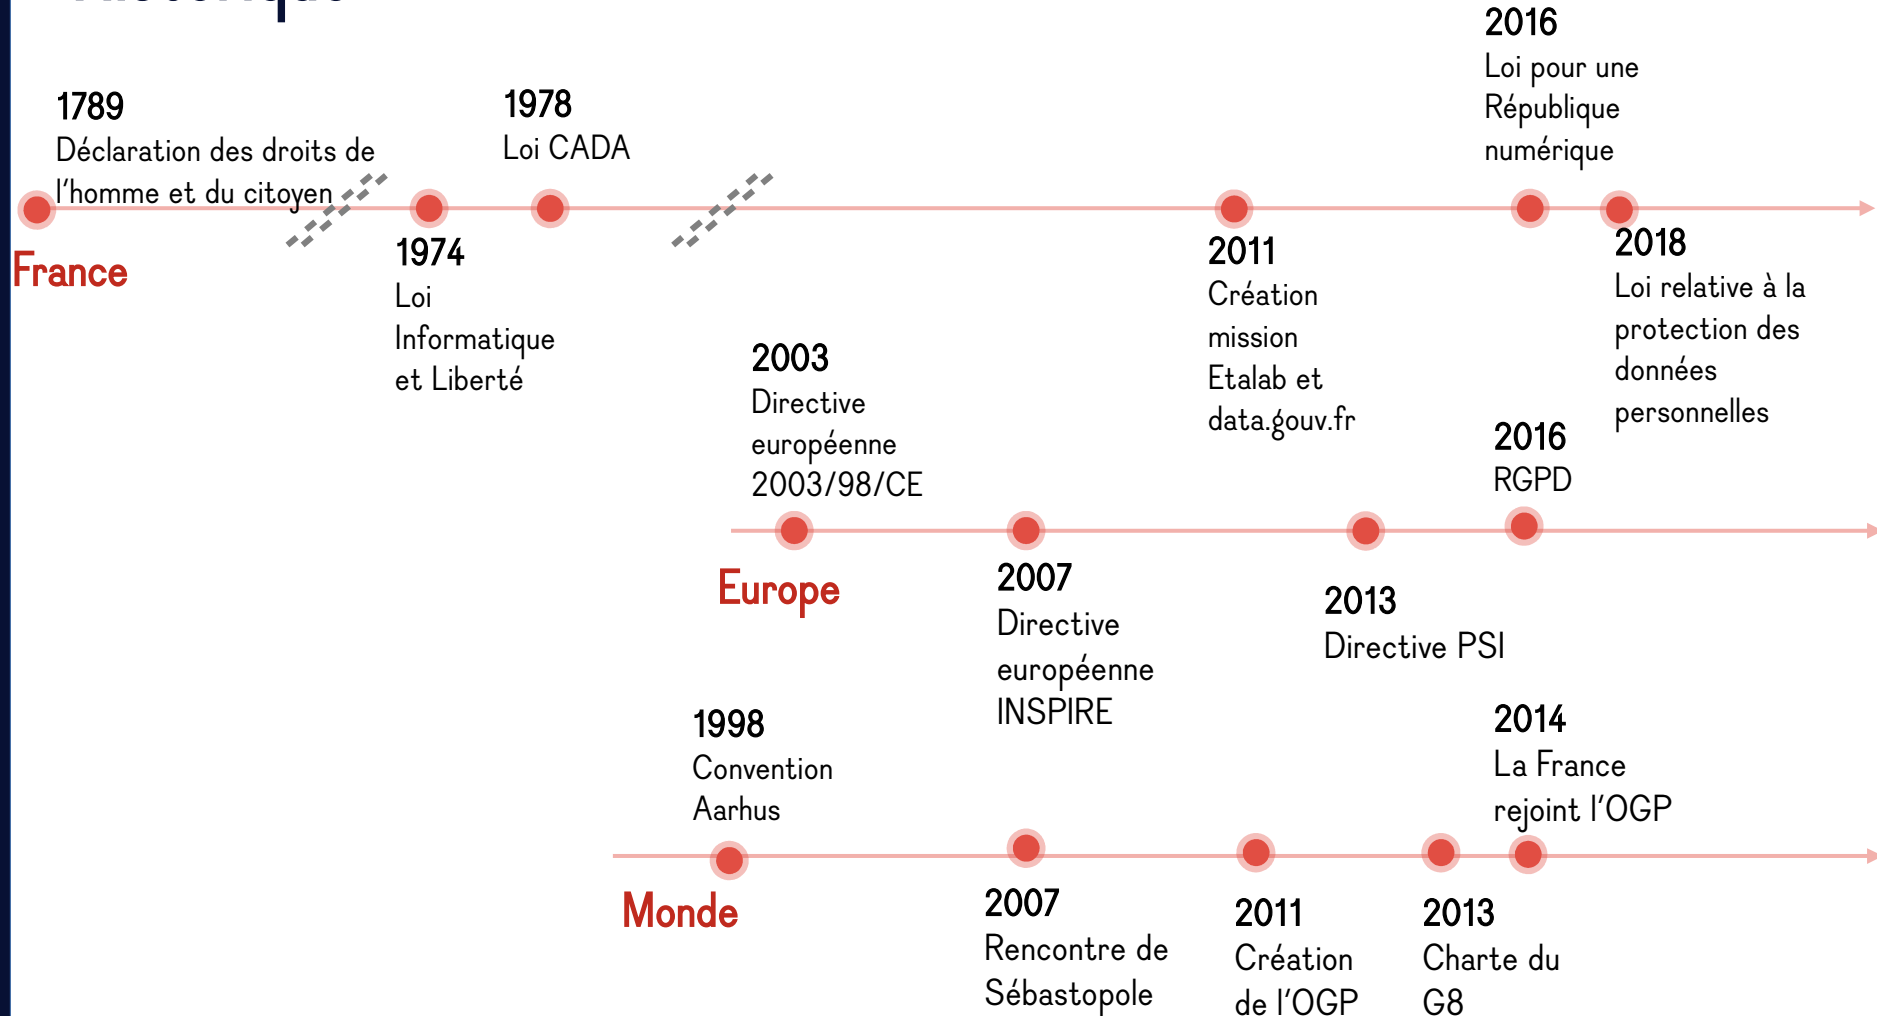 Historique
1789
Déclaration des droits de
l'homme et du citoyen
1978
Loi CADA
2016
Loi pour une
République
numérique
France
1974
Loi
Informatique
et Liberté
2011
Création
mission
Etalab et
data.gouv.fr
2018
Loi relative à la
protection des
données
personnelles
2003
Directive
européenne
2003/98/CE
2016
RGPD
Europe
2007
Directive
européenne
INSPIRE
2013
Directive PSI
1998
Convention
Aarhus
2014
La France
rejoint l'OGP
Monde
2007
Rencontre de
Sébastopole
2011
Création
de l'OGP
2013
Charte du
G8